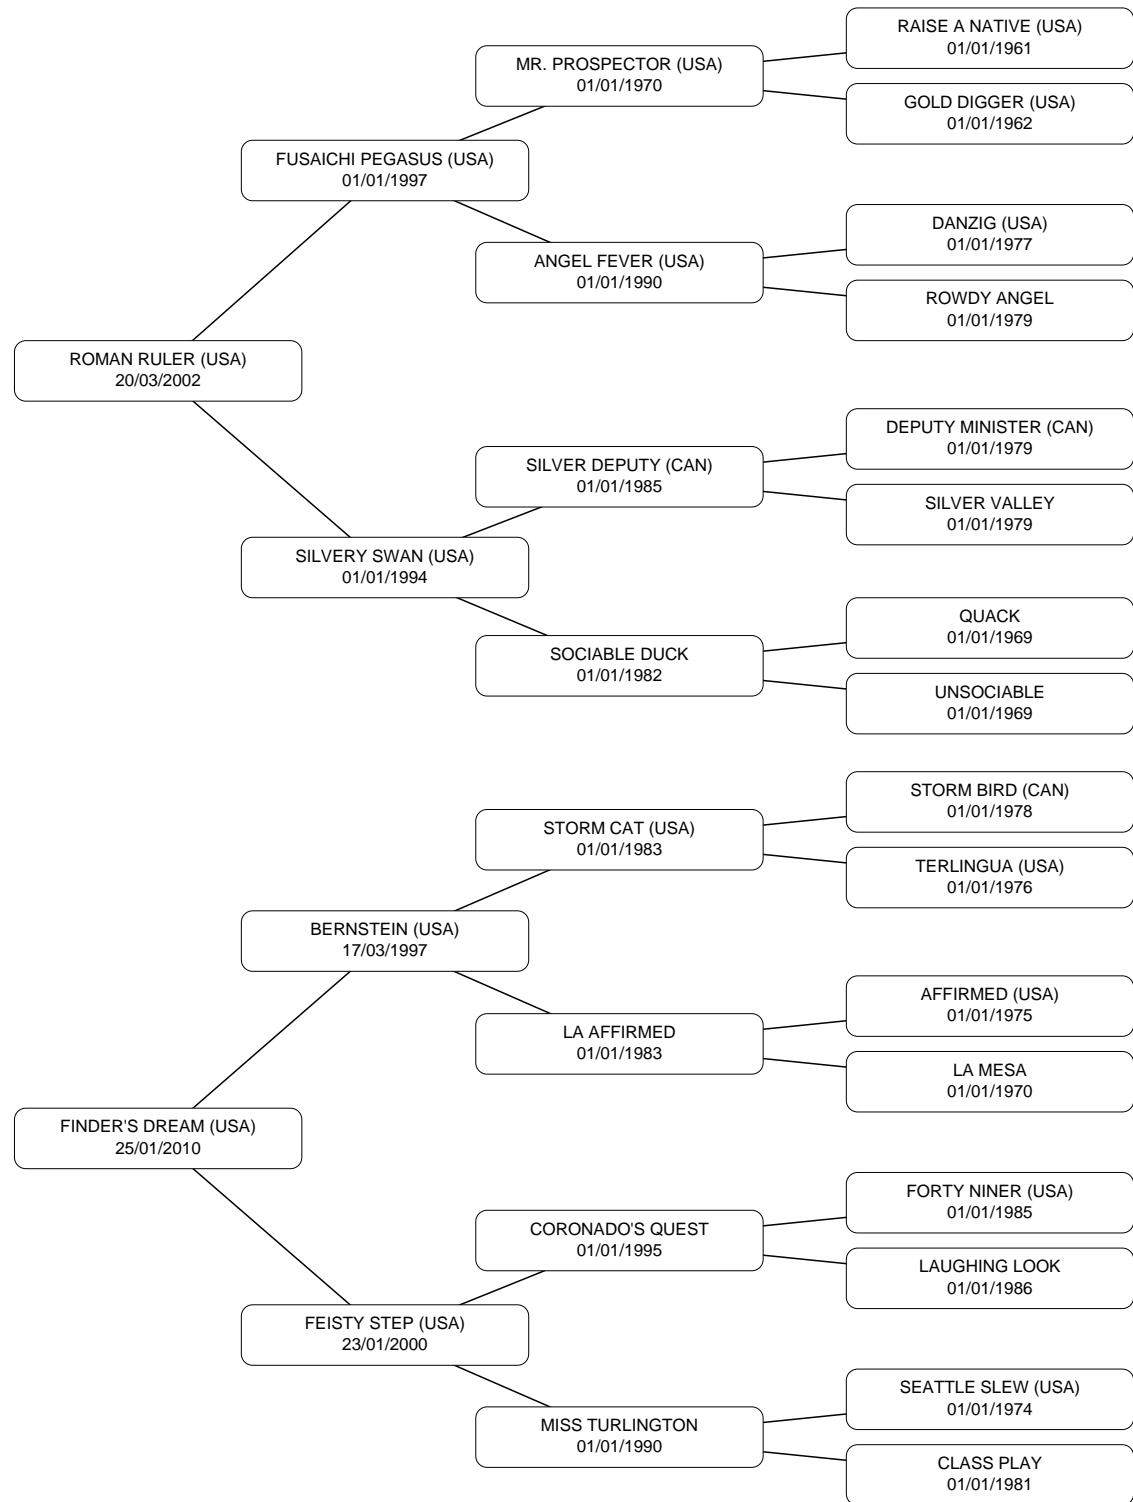 RAISE A NATIVE (USA)
01/01/1961
MR. PROSPECTOR (USA)
01/01/1970
GOLD DIGGER (USA)
01/01/1962
FUSAICHI PEGASUS (USA)
01/01/1997
DANZIG (USA)
01/01/1977
ANGEL FEVER (USA)
01/01/1990
ROWDY ANGEL
01/01/1979
ROMAN RULER (USA)
20/03/2002
DEPUTY MINISTER (CAN)
01/01/1979
SILVER DEPUTY (CAN)
01/01/1985
SILVER VALLEY
01/01/1979
SILVERY SWAN (USA)
01/01/1994
QUACK
01/01/1969
SOCIABLE DUCK
01/01/1982
UNSOCIABLE
01/01/1969
STORM BIRD (CAN)
01/01/1978
STORM CAT (USA)
01/01/1983
TERLINGUA (USA)
01/01/1976
BERNSTEIN (USA)
17/03/1997
AFFIRMED (USA)
01/01/1975
LA AFFIRMED
01/01/1983
LA MESA
01/01/1970
FINDER'S DREAM (USA)
25/01/2010
FORTY NINER (USA)
01/01/1985
CORONADO'S QUEST
01/01/1995
LAUGHING LOOK
01/01/1986
FEISTY STEP (USA)
23/01/2000
SEATTLE SLEW (USA)
01/01/1974
MISS TURLINGTON
01/01/1990
CLASS PLAY
01/01/1981